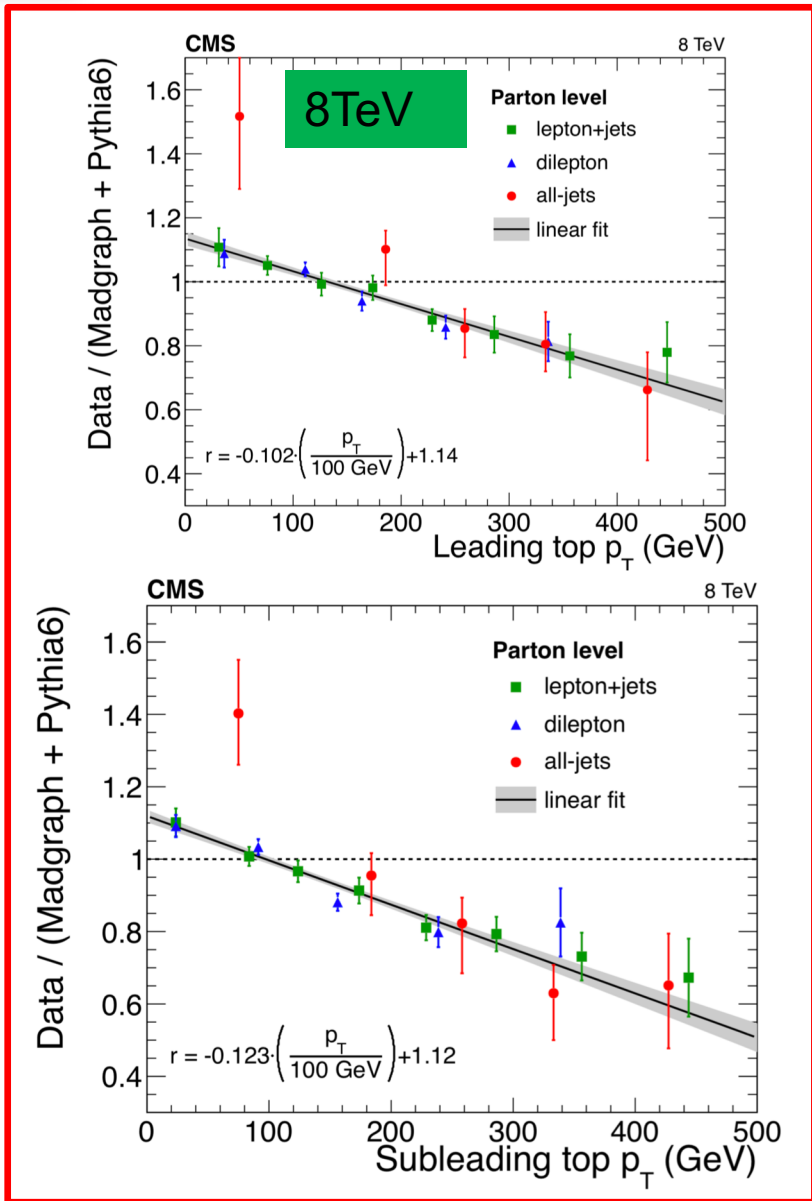 CMS
8 TeV
8TeV
Data / (Madgraph + Pythia6)
1.6
1.4
1.2
1
0.8
0.6
0.4
Parton level
lepton+jets
dilepton
all-jets
linear fit
r = -0.102·(p_T / 100 GeV)+1.14
0 100 200 300 400 500
Leading top p_T (GeV)
CMS
8 TeV
Data / (Madgraph + Pythia6)
1.6
1.4
1.2
1
0.8
0.6
0.4
Parton level
lepton+jets
dilepton
all-jets
linear fit
r = -0.123·(p_T / 100 GeV)+1.12
0 100 200 300 400 500
Subleading top p_T (GeV)